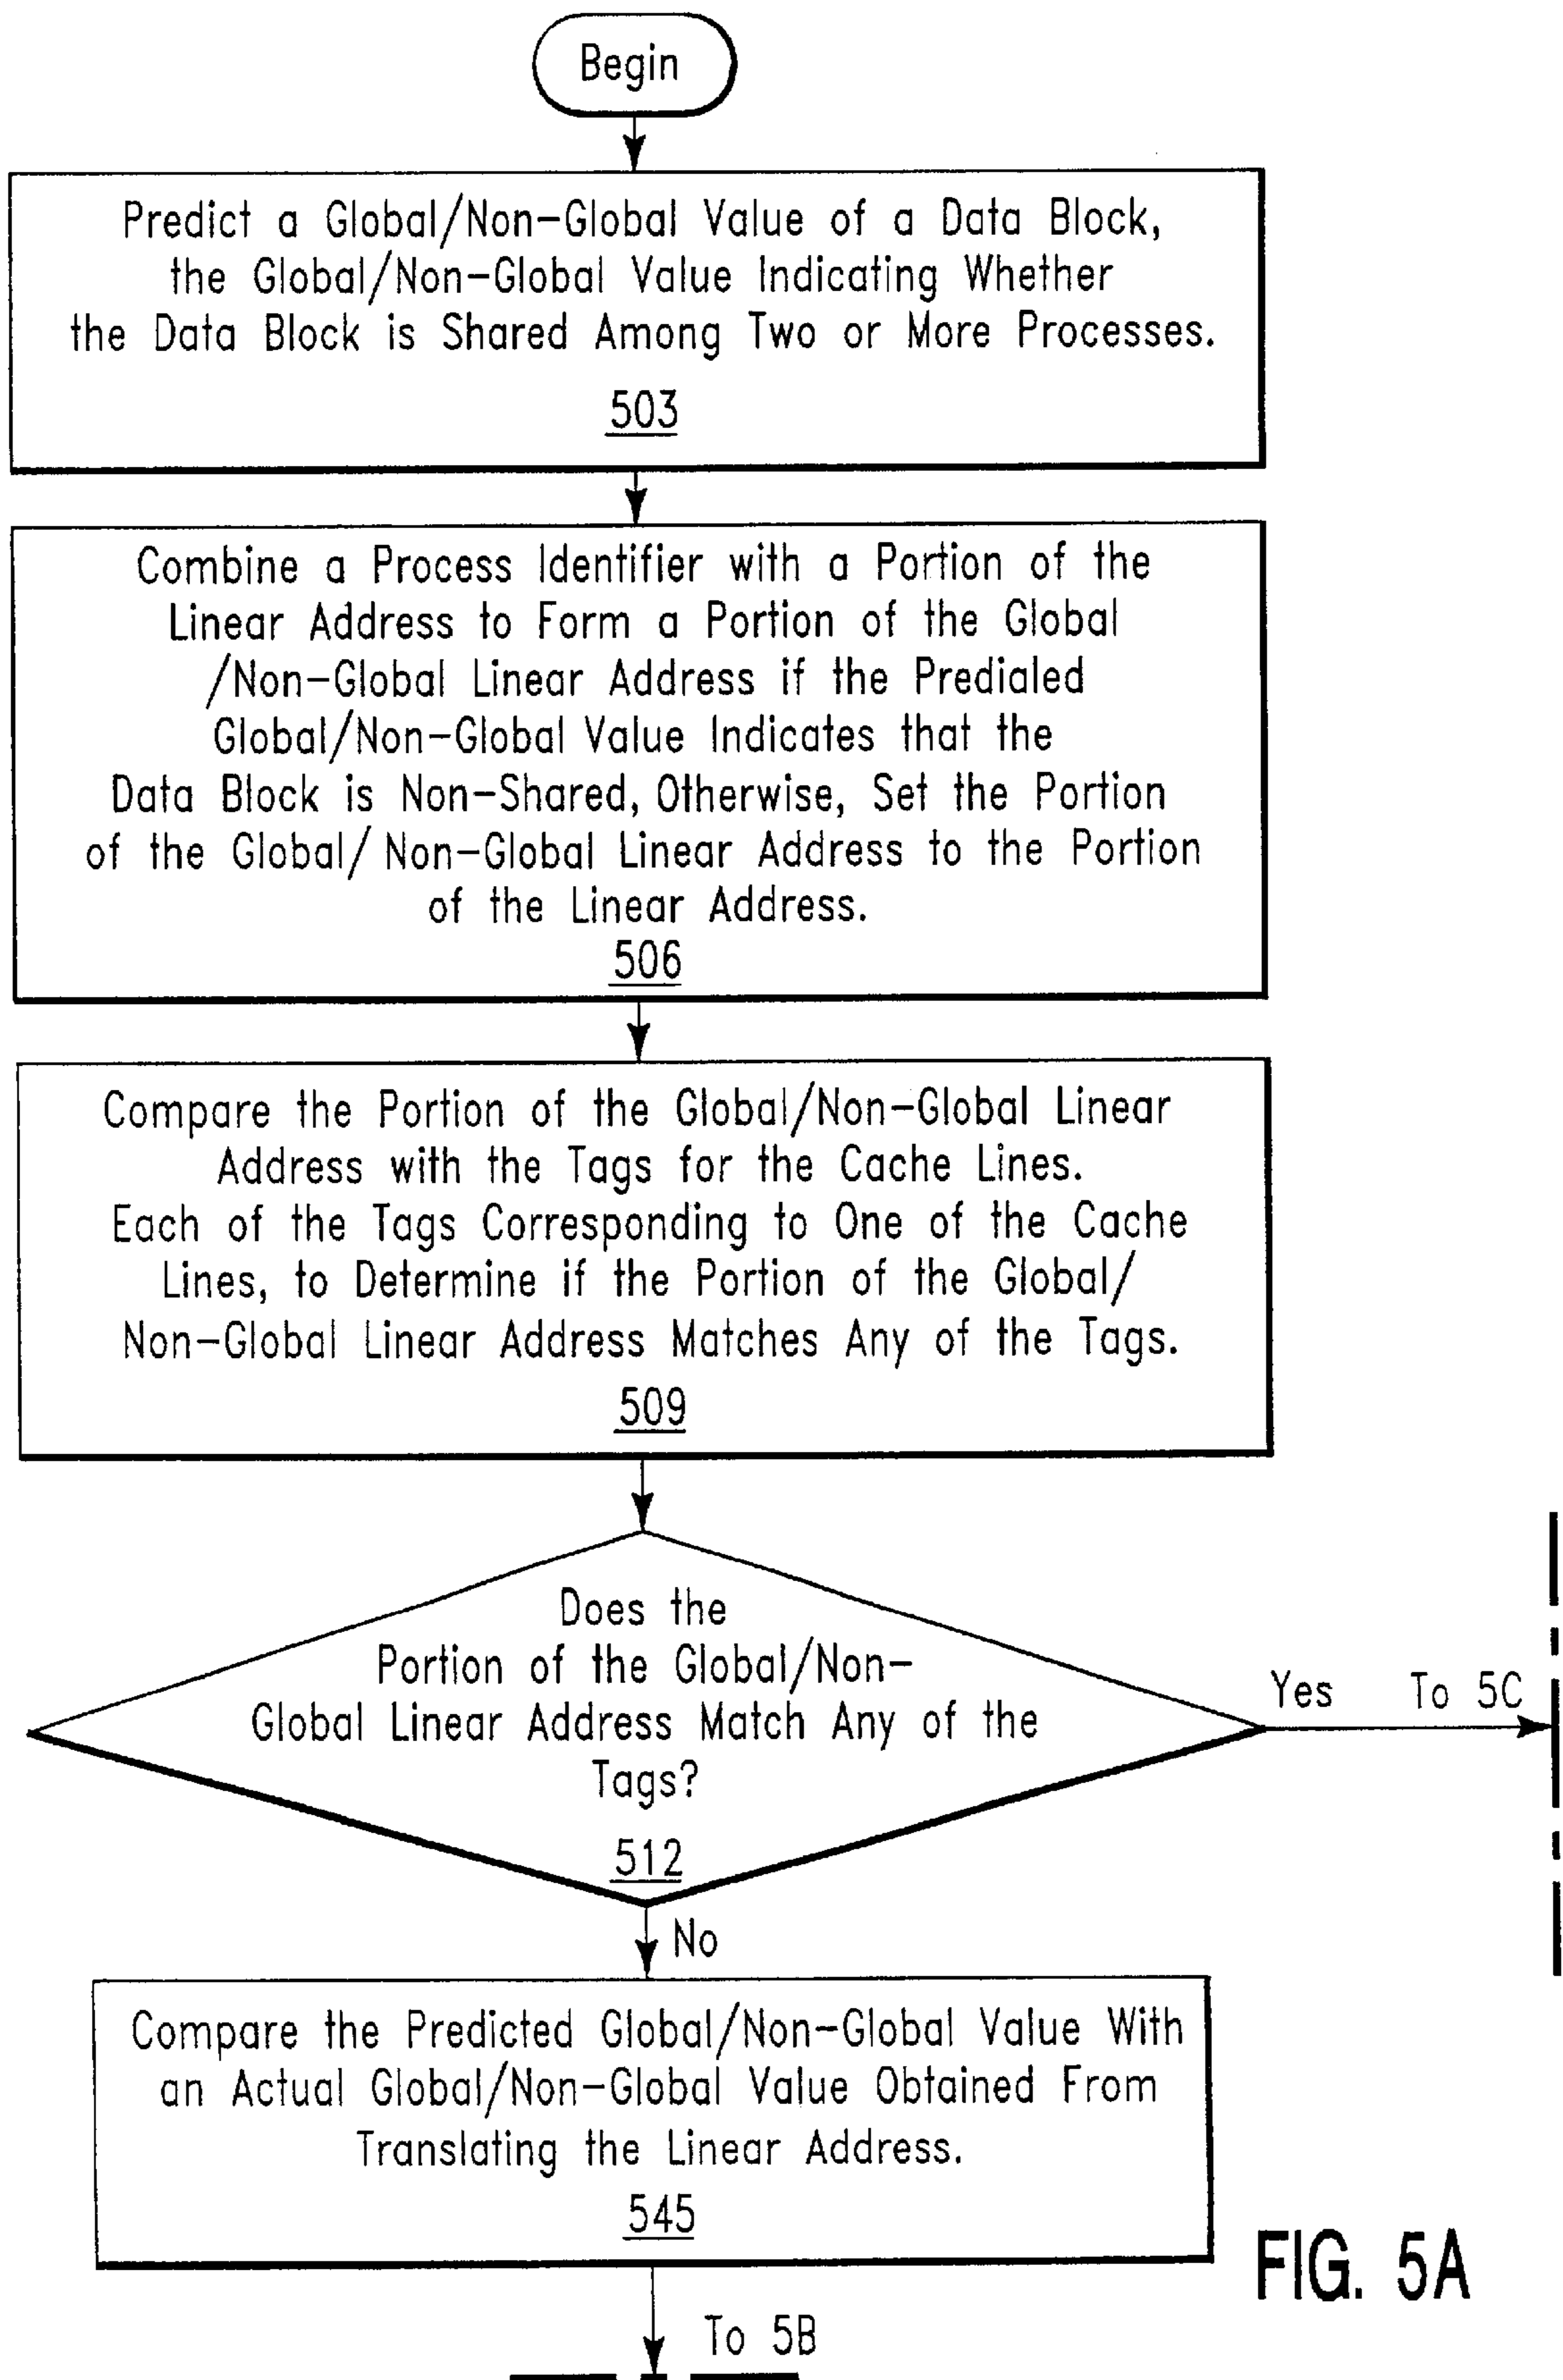 Begin
Predict a Global/Non-Global Value of a Data Block,
the Global/Non-Global Value Indicating Whether
the Data Block is Shared Among Two or More Processes.
503
Combine a Process Identifier with a Portion of the
Linear Address to Form a Portion of the Global
/Non-Global Linear Address if the Predialed
Global/Non-Global Value Indicates that the
Data Block is Non-Shared, Otherwise, Set the Portion
of the Global/ Non-Global Linear Address to the Portion
of the Linear Address.
506
Compare the Portion of the Global/Non-Global Linear
Address with the Tags for the Cache Lines.
Each of the Tags Corresponding to One of the Cache
Lines, to Determine if the Portion of the Global/
Non-Global Linear Address Matches Any of the Tags.
509
Does the
Portion of the Global/Non-
Global Linear Address Match Any of the
Tags?
512
Yes To 5C
No
Compare the Predicted Global/Non-Global Value With
an Actual Global/Non-Global Value Obtained From
Translating the Linear Address.
545
FIG. 5A
To 5B